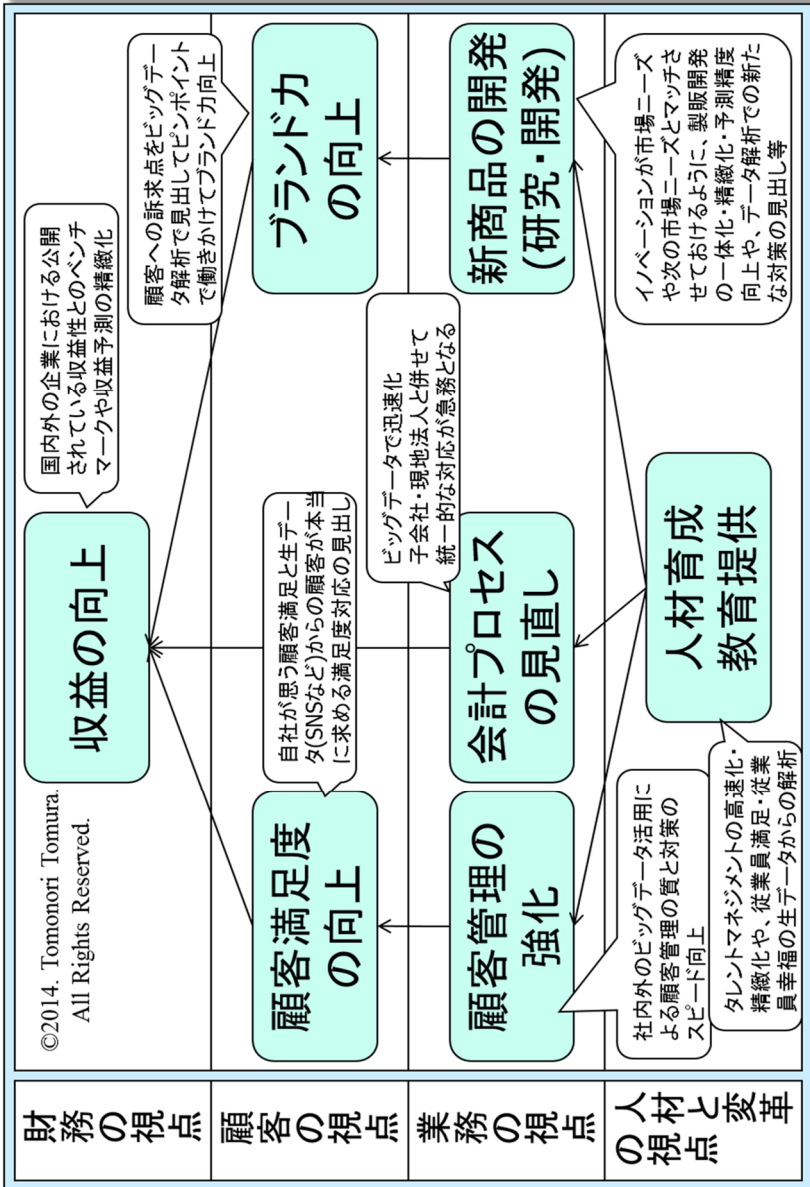 財務の視点
©2014. Tomonori Tomura.
All Rights Reserved.
収益の向上
国内外の企業における公開
されている収益性とのベンチ
マークや収益予測の精緻化
顧客の視点
顧客満足度
の向上
自社が思う顧客満足と生デー
タ(SNSなど)からの顧客が本当
に求める満足度対応の見出し
ブランド力
の向上
顧客への訴求点をビッグデー
タ解析で見出してピンポイント
で働きかけてブランド力向上
業務の視点
顧客管理の
強化
会計プロセス
の見直し
ビッグデータで迅速化
子会社・現地法人と併せて
統一的な対応が急務となる
新商品の開発
(研究・開発)
人材と変革
の視点
社内外のビッグデータ活用に
よる顧客管理の質と対策の
スピード向上
人材育成
教育提供
タレントマネジメントの高速化・
精緻化や、従業員満足・従業
員幸福の生データからの解析
イノベーションが市場ニーズ
や次の市場ニーズとマッチさ
せておけるように、製販開発
の一体化・精緻化・予測精度
向上や、データ解析での新た
な対策の見出し等